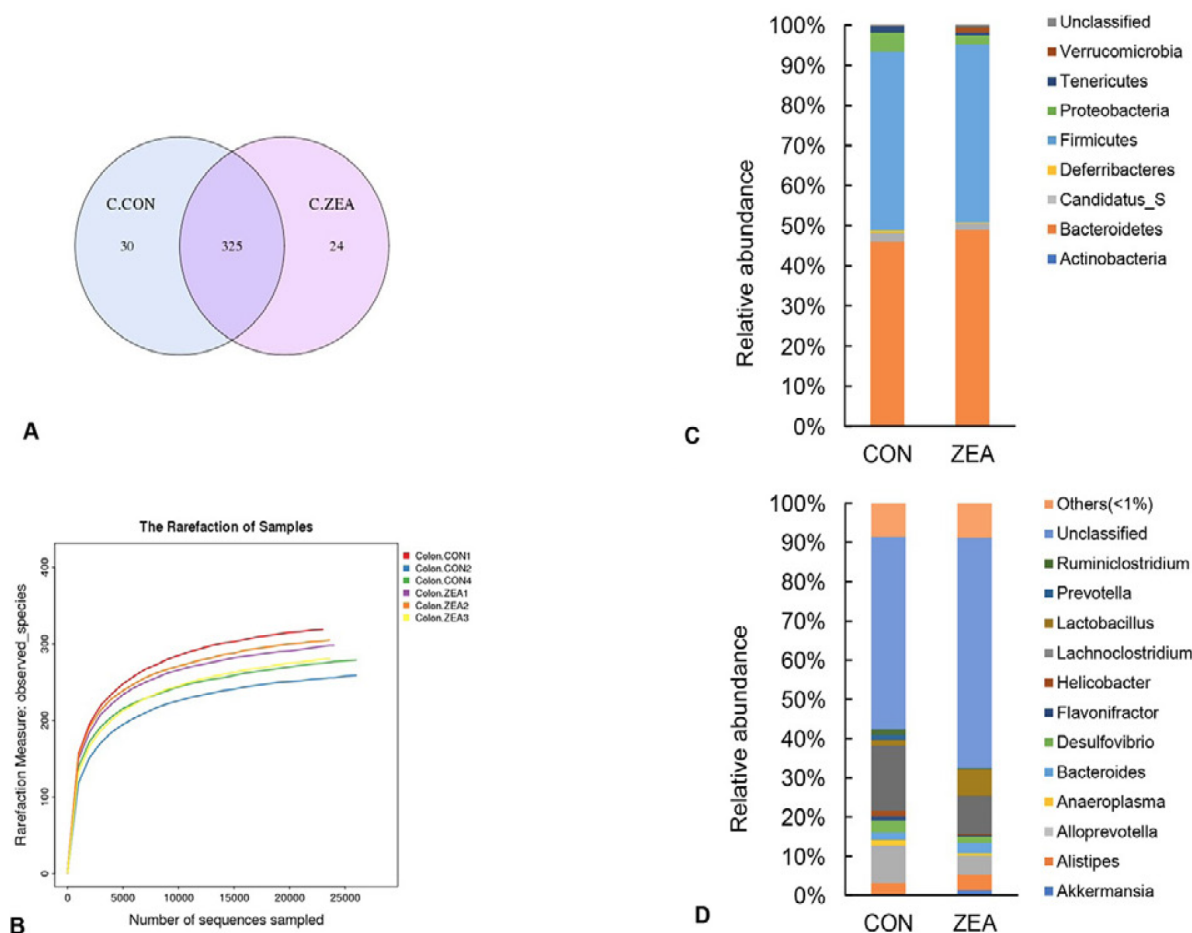 C.CON
C.ZEA
30
325
24
A
The Rarefaction of Samples
Rarefaction Measure: observed_species
400
300
200
100
0
0 5000 10000 15000 20000 25000
Number of sequences sampled
Colon.CON1
Colon.CON2
Colon.CON4
Colon.ZEA1
Colon.ZEA2
Colon.ZEA3
B
Relative abundance
100%
90%
80%
70%
60%
50%
40%
30%
20%
10%
0%
CON ZEA
Unclassified
Verrucomicrobia
Tenericutes
Proteobacteria
Firmicutes
Deferribacteres
Candidatus_S
Bacteroidetes
Actinobacteria
C
Relative abundance
100%
90%
80%
70%
60%
50%
40%
30%
20%
10%
0%
CON ZEA
Others(<1%)
Unclassified
Ruminiclostridium
Prevotella
Lactobacillus
Lachnoclostridium
Helicobacter
Flavonifractor
Desulfovibrio
Bacteroides
Anaeroplasma
Alloprevotella
Alistipes
Akkermansia
D